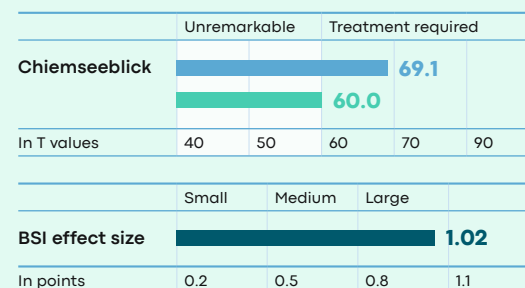 Unremarkable Treatment required
Chiemseeblick 69.1
60.0
In T values 40 50 60 70 90
Small Medium Large
BSI effect size 1.02
In points 0.2 0.5 0.8 1.1